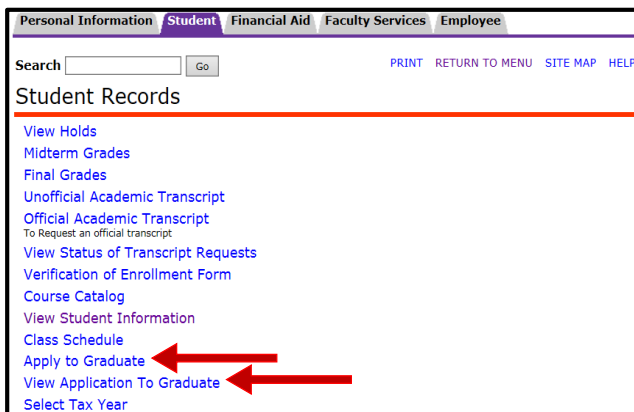 Personal Information Student Financial Aid Faculty Services Employee
Search Go PRINT RETURN TO MENU SITE MAP HELP
Student Records
View Holds
Midterm Grades
Final Grades
Unofficial Academic Transcript
Official Academic Transcript
To Request an official transcript
View Status of Transcript Requests
Verification of Enrollment Form
Course Catalog
View Student Information
Class Schedule
Apply to Graduate
View Application To Graduate
Select Tax Year